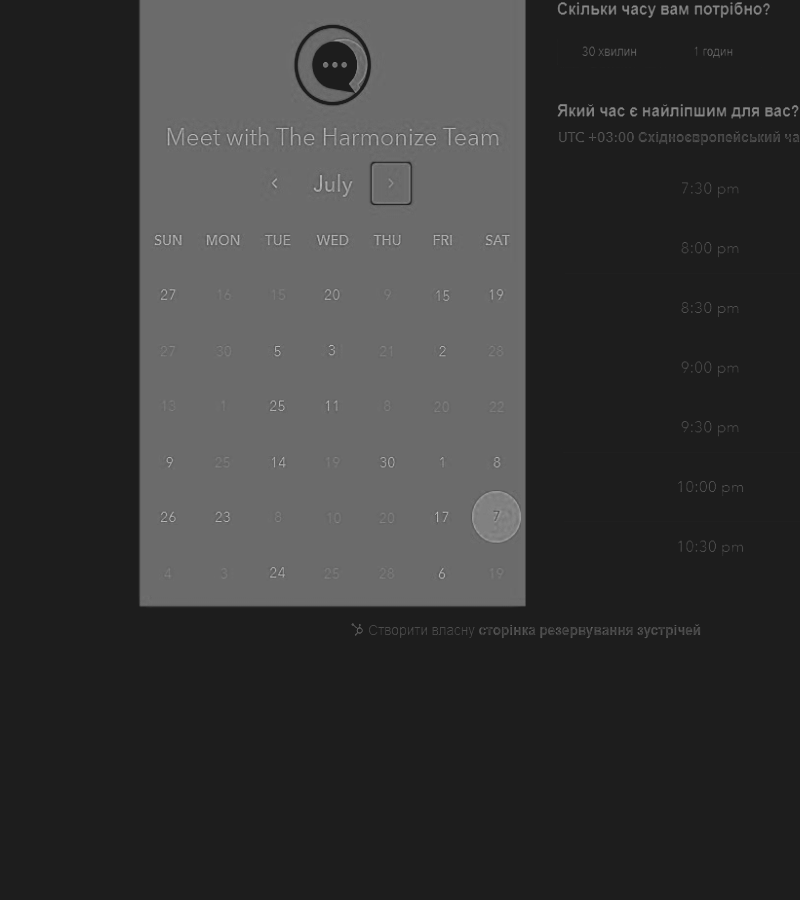 Meet with The Harmonize Team
July
SUN MON TUE WED THU FRI SAT
27 16 15 20 9 15 19
27 30 5 3 21 2 28
13 1 25 11 8 20 22
9 25 14 19 30 1 8
26 23 8 10 20 17 7
4 3 24 25 28 6 19
Скільки часу вам потрібно?
30 хвилин 1 годин
Який час є найліпшим для вас?
UTC +03:00 Східноєвропейський ча
7:30 pm
8:00 pm
8:30 pm
9:00 pm
9:30 pm
10:00 pm
10:30 pm
Створити власну сторінка резервування зустрічей